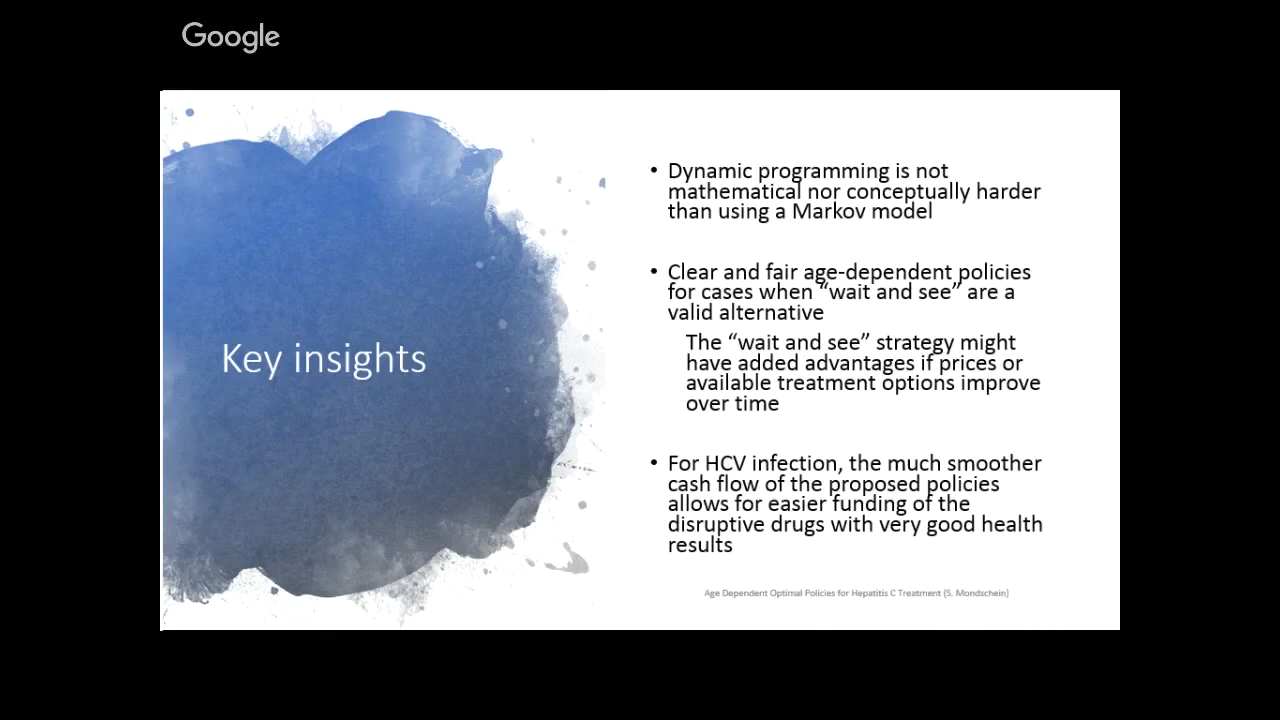 Google
Key insights
• Dynamic programming is not
mathematical nor conceptually harder
than using a Markov model
• Clear and fair age-dependent policies
for cases when “wait and see” are a
valid alternative
The “wait and see” strategy might
have added advantages if prices or
available treatment options improve
over time
• For HCV infection, the much smoother
cash flow of the proposed policies
allows for easier funding of the
disruptive drugs with very good health
results
Age Dependent Optimal Policies for Hepatitis C Treatment (S. Mondschein)